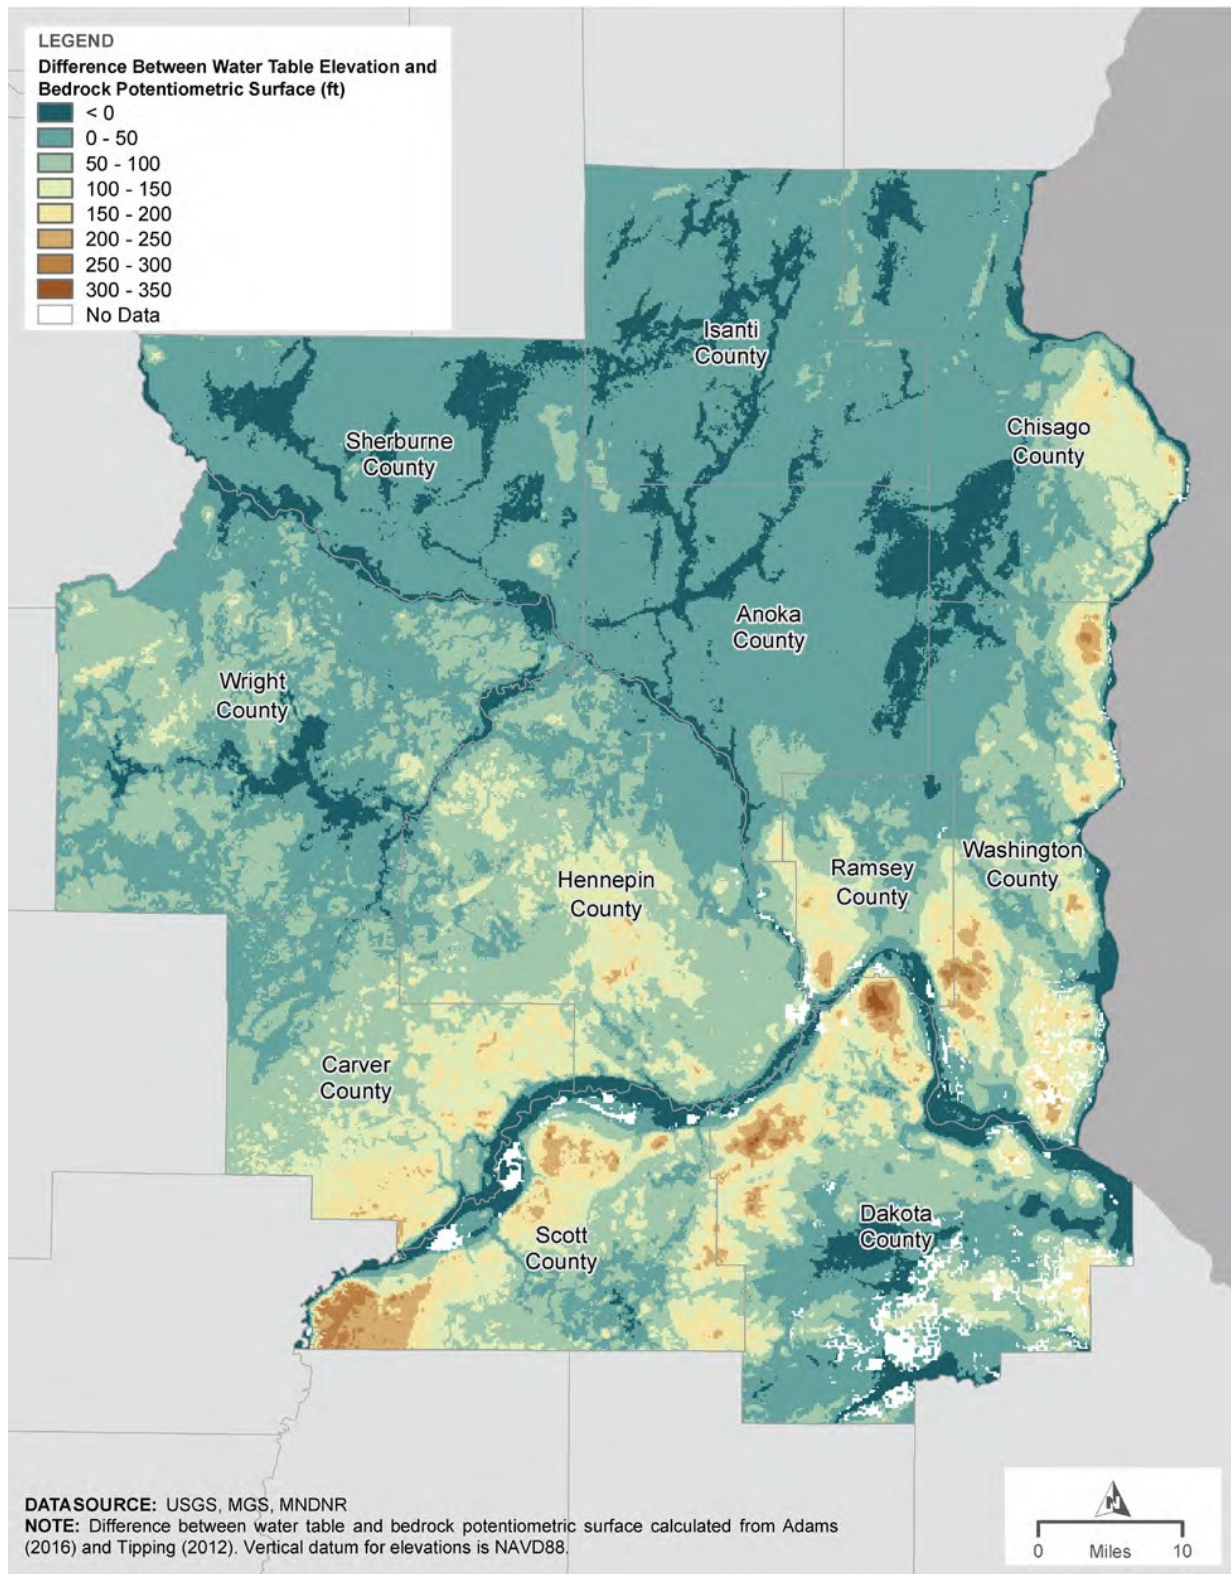 LEGEND
Difference Between Water Table Elevation and
Bedrock Potentiometric Surface (ft)
< 0
0 - 50
50 - 100
100 - 150
150 - 200
200 - 250
250 - 300
300 - 350
No Data
Isanti
County
Chisago
County
Sherburne
County
Anoka
County
Wright
County
Hennepin
County
Ramsey
County
Washington
County
Carver
County
Scott
County
Dakota
County
DATASOURCE: USGS, MGS, MNDNR
NOTE: Difference between water table and bedrock potentiometric surface calculated from Adams
(2016) and Tipping (2012). Vertical datum for elevations is NAVD88.
N
0 Miles 10